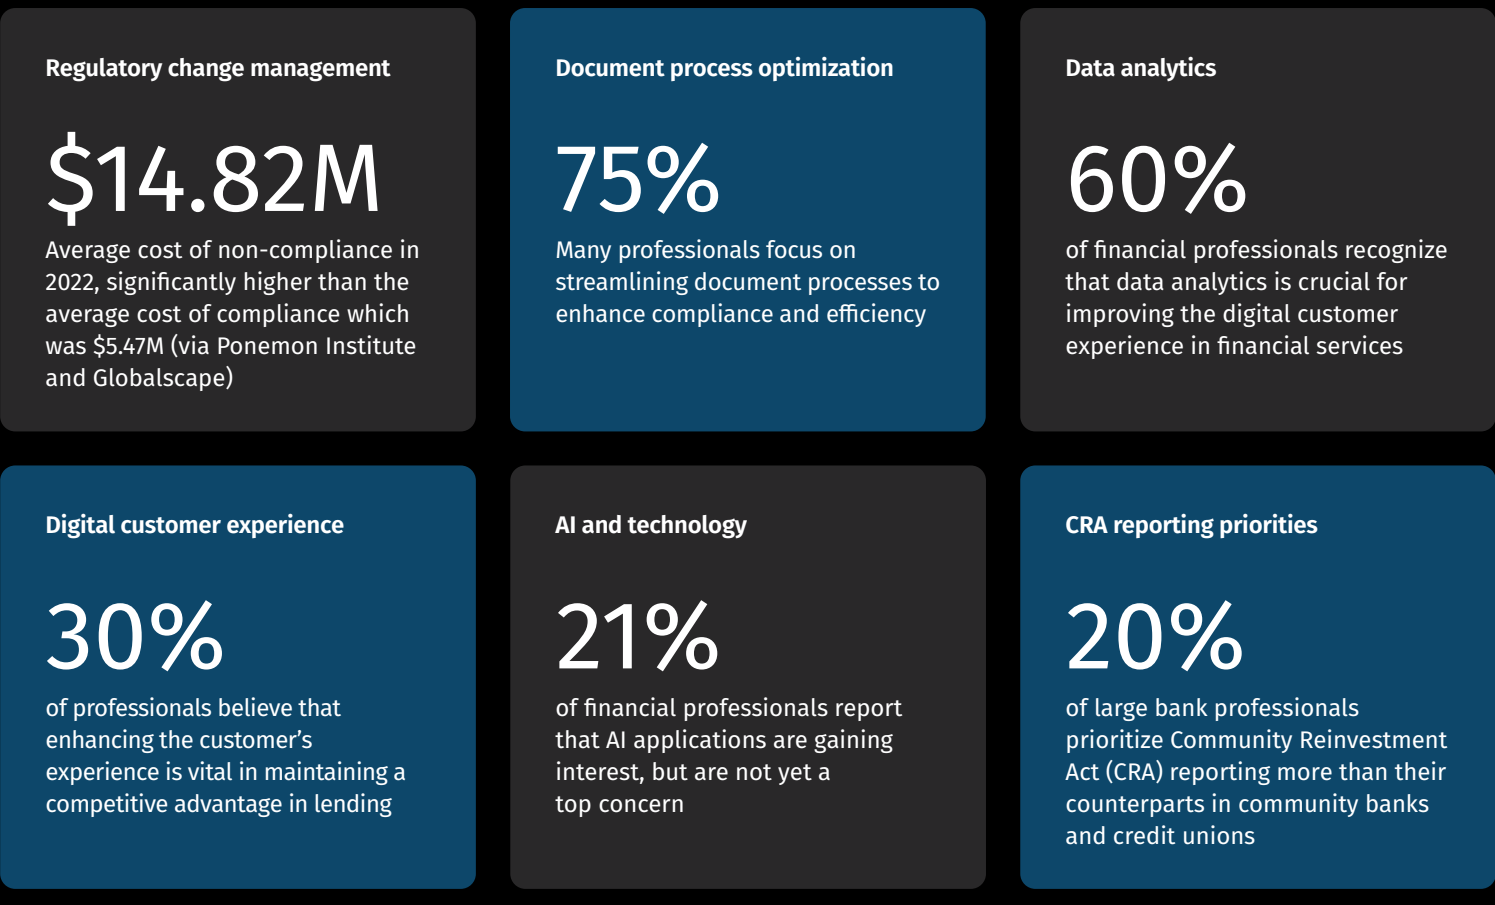 Regulatory change management
$14.82M
Average cost of non-compliance in
2022, significantly higher than the
average cost of compliance which
was $5.47M (via Ponemon Institute
and Globalscape)
Document process optimization
75%
Many professionals focus on
streamlining document processes to
enhance compliance and efficiency
Data analytics
60%
of financial professionals recognize
that data analytics is crucial for
improving the digital customer
experience in financial services
Digital customer experience
30%
of professionals believe that
enhancing the customer’s
experience is vital in maintaining a
competitive advantage in lending
AI and technology
21%
of financial professionals report
that AI applications are gaining
interest, but are not yet a
top concern
CRA reporting priorities
20%
of large bank professionals
prioritize Community Reinvestment
Act (CRA) reporting more than their
counterparts in community banks
and credit unions